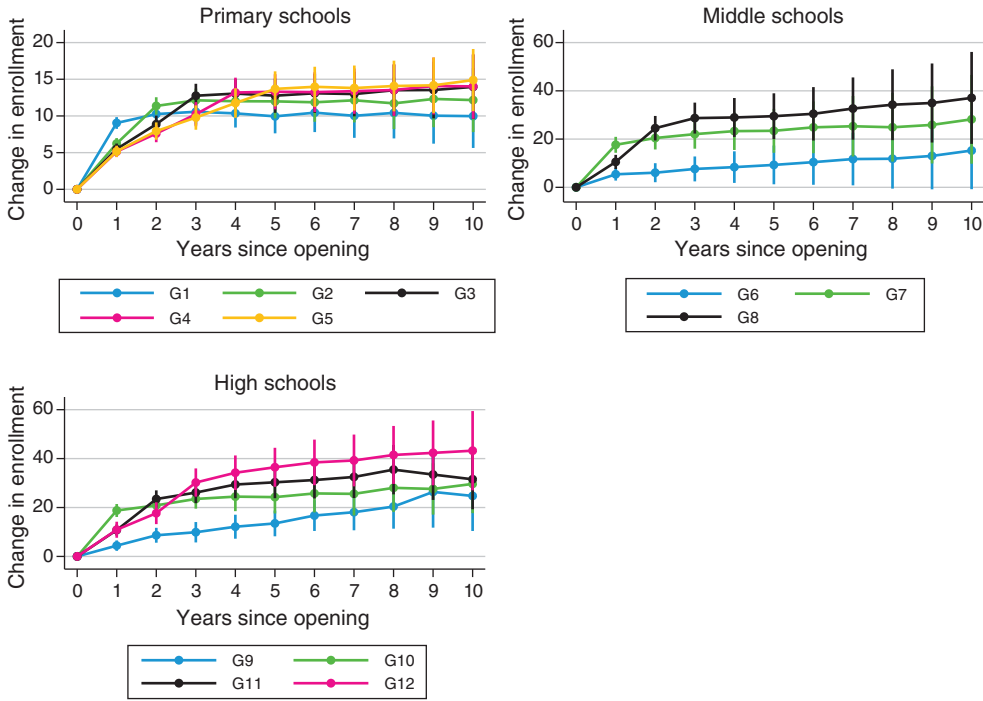 Primary schools
Change in enrollment
20
15
10
5
0
0 1 2 3 4 5 6 7 8 9 10
Years since opening
G1 G2 G3
G4 G5
Middle schools
Change in enrollment
60
40
20
0
0 1 2 3 4 5 6 7 8 9 10
Years since opening
G6 G7
G8
High schools
Change in enrollment
60
40
20
0
0 1 2 3 4 5 6 7 8 9 10
Years since opening
G9 G10
G11 G12